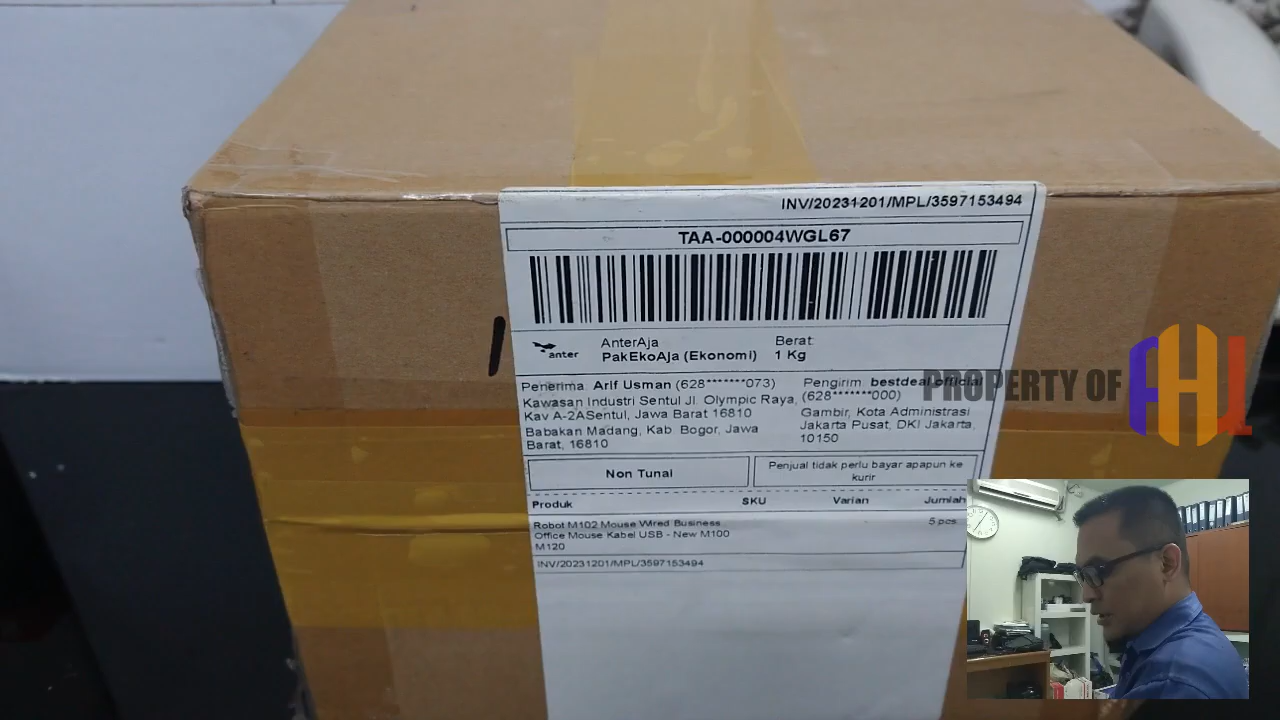 INV/20231201/MPL/3597153494
TAA-000004WGL67
anter
AnterAja
PakEkoAja (Ekonomi)
Berat:
1 Kg
Penerima: Arif Usman (628*******073)
Kawasan Industri Sentul Jl. Olympic Raya,
Kav A-2ASentul, Jawa Barat 16810
Babakan Madang, Kab. Bogor, Jawa
Barat, 16810
Pengirim: bestdeal official
(628*******000)
Gambir, Kota Administrasi
Jakarta Pusat, DKI Jakarta,
10150
PROPERTY OF AHU
Non Tunai
Penjual tidak perlu bayar apapun ke
kurir
Produk SKU Varian Jumlah
Robot M102 Mouse Wired Business 5 pcs
Office Mouse Kabel USB - New M100
M120
INV/20231201/MPL/3597153494